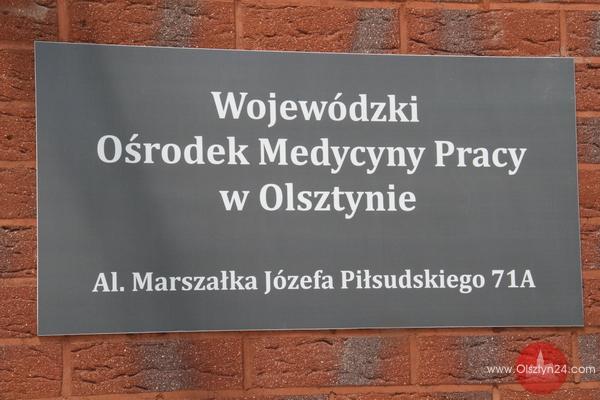 Wojewódzki
Ośrodek Medycyny Pracy
w Olsztynie
Al. Marszałka Józefa Piłsudskiego 71A
www.Olsztyn24.com